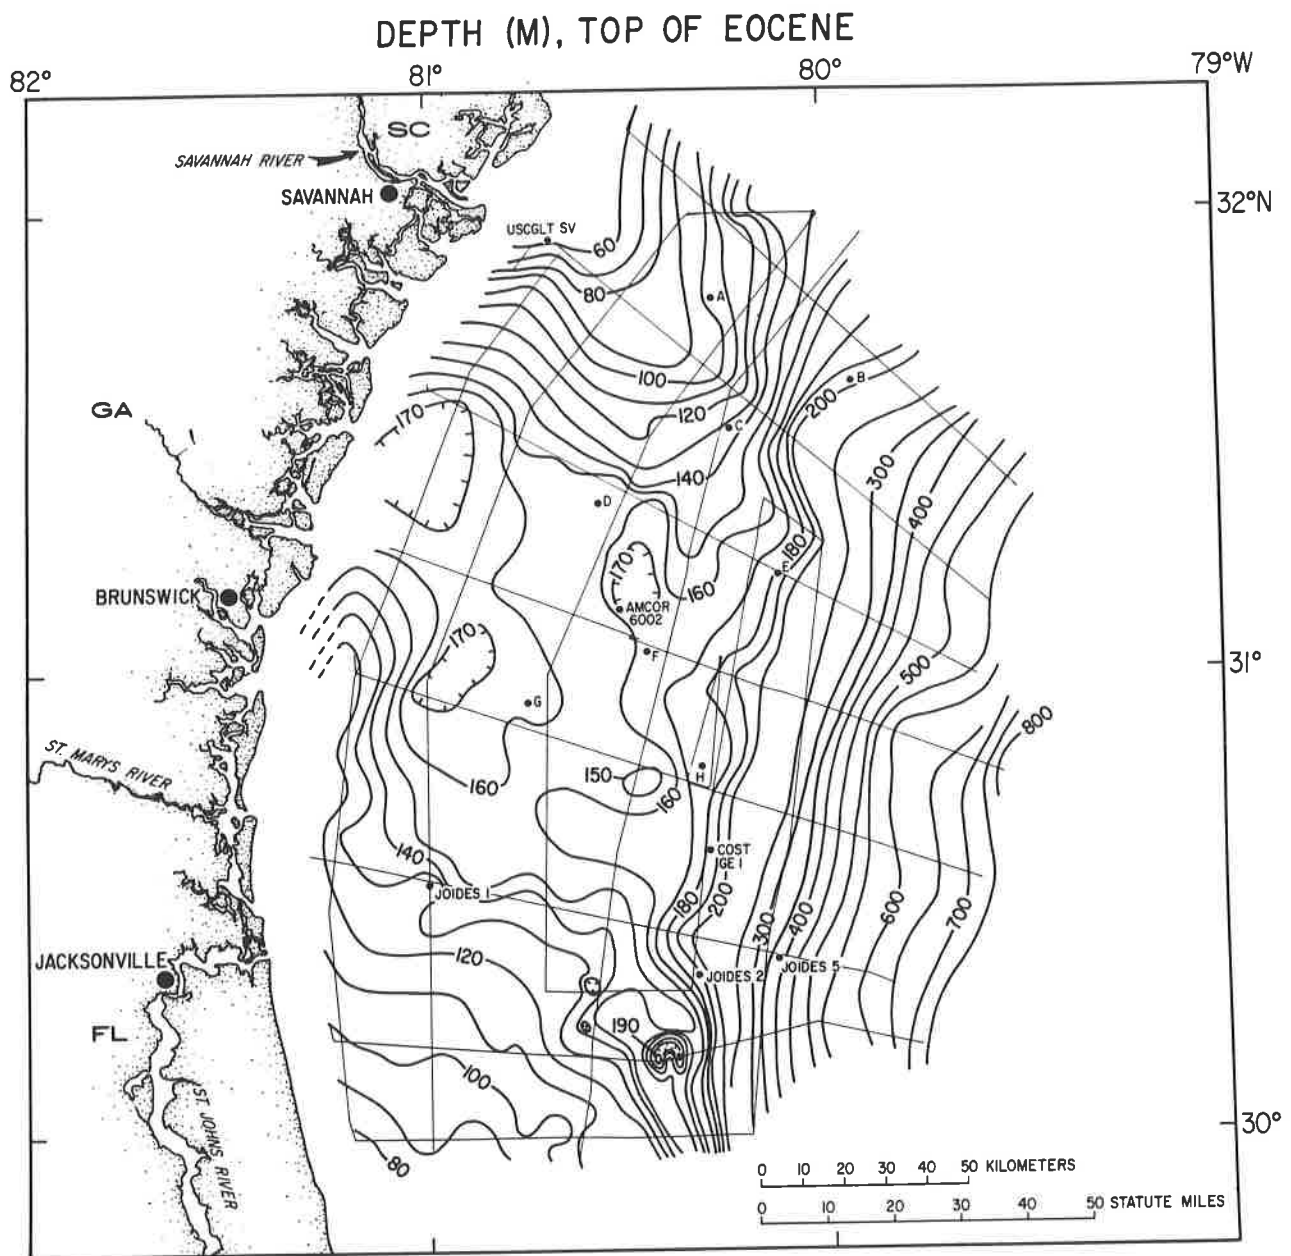 DEPTH (M), TOP OF EOCENE
82°
81°
80°
79°W
SC
SAVANNAH RIVER
SAVANNAH
32°N
USCGLT SV
60
80
A
100
B
200
120
C
GA
170
140
300
400
D
180
E
170
160
BRUNSWICK
AMCOR
6002
170
F
31°
500
G
800
ST. MARYS RIVER
150
H
160
160
COST
GE 1
140
JOIDES 1
180
200
300
400
600
700
120
JACKSONVILLE
JOIDES 2
JOIDES 5
190
FL
100
ST. JOHNS RIVER
80
30°
0 10 20 30 40 50 KILOMETERS
0 10 20 30 40 50 STATUTE MILES